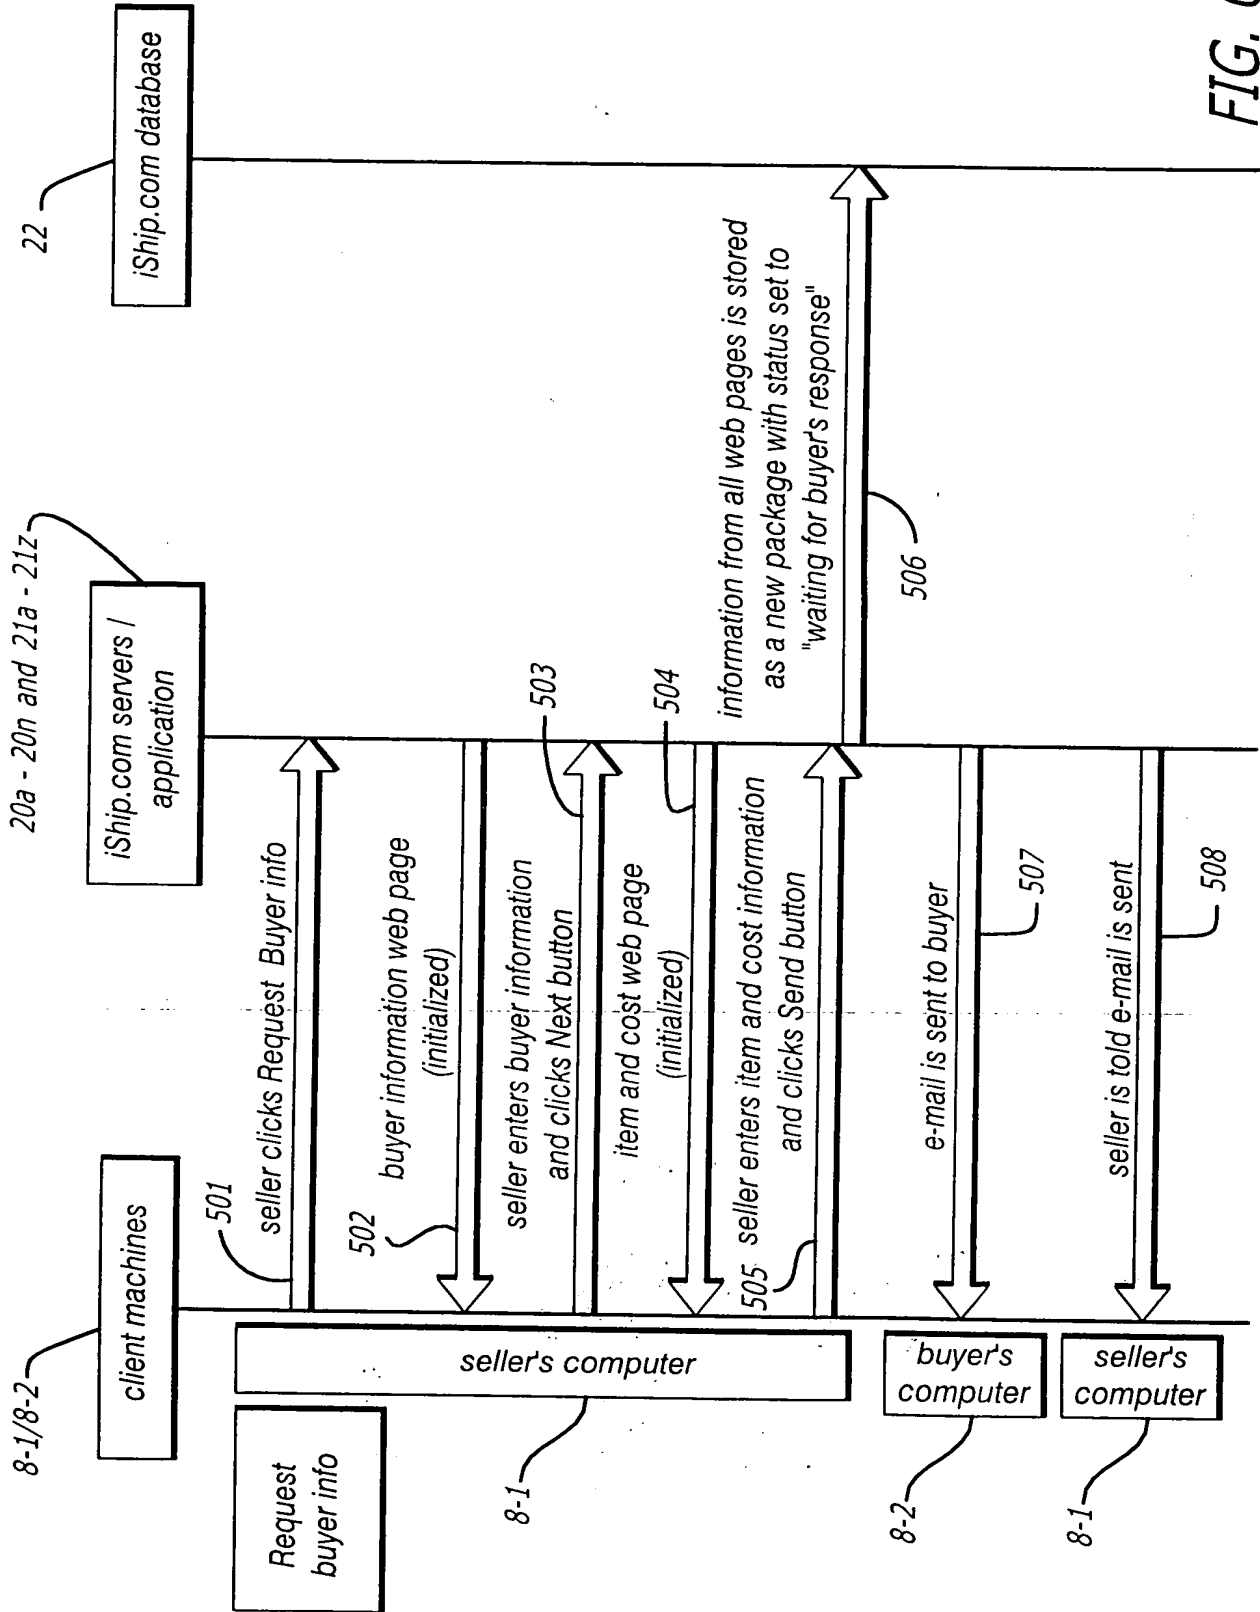 8-1/8-2
client machines
20a - 20n and 21a - 21z
iShip.com servers /
application
22
iShip.com database
Request
buyer info
seller's computer
8-1
501
seller clicks Request Buyer info
502
buyer information web page
(initialized)
seller enters buyer information
and clicks Next button
503
item and cost web page
(initialized)
504
505
seller enters item and cost information
and clicks Send button
information from all web pages is stored
as a new package with status set to
"waiting for buyer's response"
506
buyer's
computer
8-2
e-mail is sent to buyer
507
seller's
computer
8-1
seller is told e-mail is sent
508
FIG.